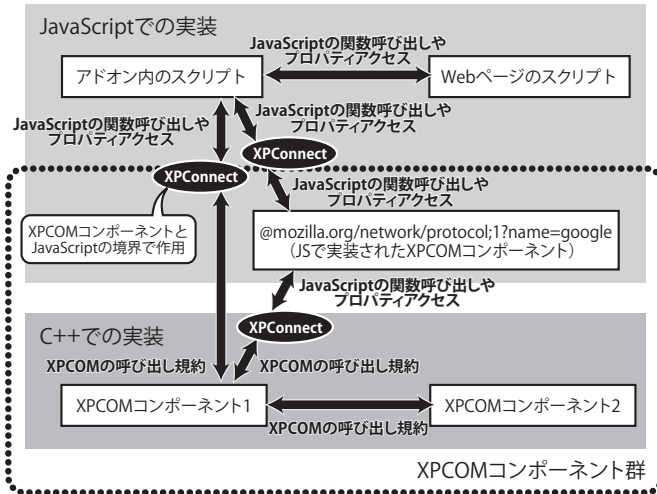 JavaScriptでの実装
JavaScriptの関数呼び出しや
プロパティアクセス
アドオン内のスクリプト
Webページのスクリプト
JavaScriptの関数呼び出しや
プロパティアクセス
JavaScriptの関数呼び出しや
プロパティアクセス
XPConnect
XPConnect
JavaScriptの関数呼び出しや
プロパティアクセス
XPCOMコンポーネントと
JavaScriptの境界で作用
@mozilla.org/network/protocol;1?name=google
（JSで実装されたXPCOMコンポーネント）
JavaScriptの関数呼び出しや
プロパティアクセス
XPConnect
C++での実装
XPCOMの呼び出し規約
XPCOMの呼び出し規約
XPCOMコンポーネント1
XPCOMコンポーネント2
XPCOMの呼び出し規約
XPCOMコンポーネント群